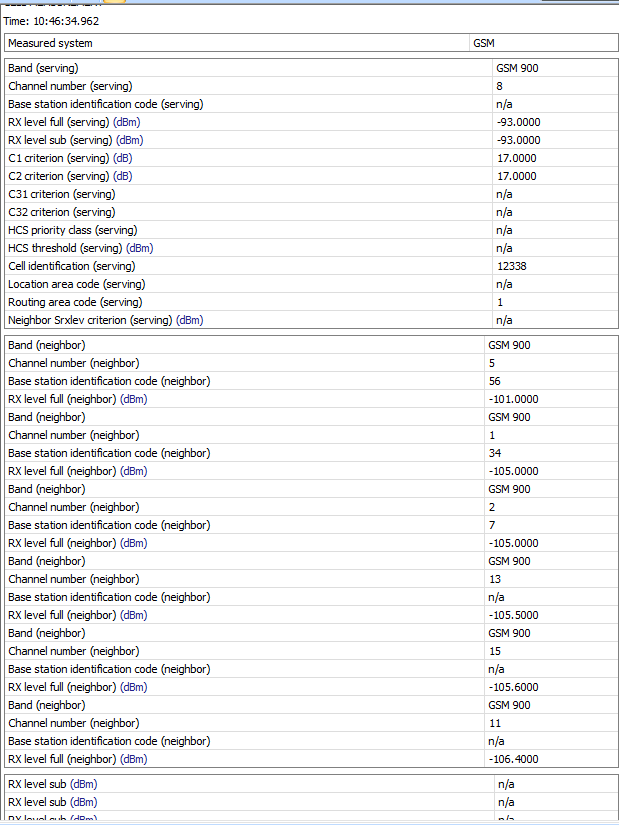 CELL MEASUREMENT
Time: 10:46:34.962
Measured system GSM
Band (serving) GSM 900
Channel number (serving) 8
Base station identification code (serving) n/a
RX level full (serving) (dBm) -93.0000
RX level sub (serving) (dBm) -93.0000
C1 criterion (serving) (dB) 17.0000
C2 criterion (serving) (dB) 17.0000
C31 criterion (serving) n/a
C32 criterion (serving) n/a
HCS priority class (serving) n/a
HCS threshold (serving) (dBm) n/a
Cell identification (serving) 12338
Location area code (serving) n/a
Routing area code (serving) 1
Neighbor Srxlev criterion (serving) (dBm) n/a
Band (neighbor) GSM 900
Channel number (neighbor) 5
Base station identification code (neighbor) 56
RX level full (neighbor) (dBm) -101.0000
Band (neighbor) GSM 900
Channel number (neighbor) 1
Base station identification code (neighbor) 34
RX level full (neighbor) (dBm) -105.0000
Band (neighbor) GSM 900
Channel number (neighbor) 2
Base station identification code (neighbor) 7
RX level full (neighbor) (dBm) -105.0000
Band (neighbor) GSM 900
Channel number (neighbor) 13
Base station identification code (neighbor) n/a
RX level full (neighbor) (dBm) -105.5000
Band (neighbor) GSM 900
Channel number (neighbor) 15
Base station identification code (neighbor) n/a
RX level full (neighbor) (dBm) -105.6000
Band (neighbor) GSM 900
Channel number (neighbor) 11
Base station identification code (neighbor) n/a
RX level full (neighbor) (dBm) -106.4000
RX level sub (dBm) n/a
RX level sub (dBm) n/a
RX level sub (dBm) n/a